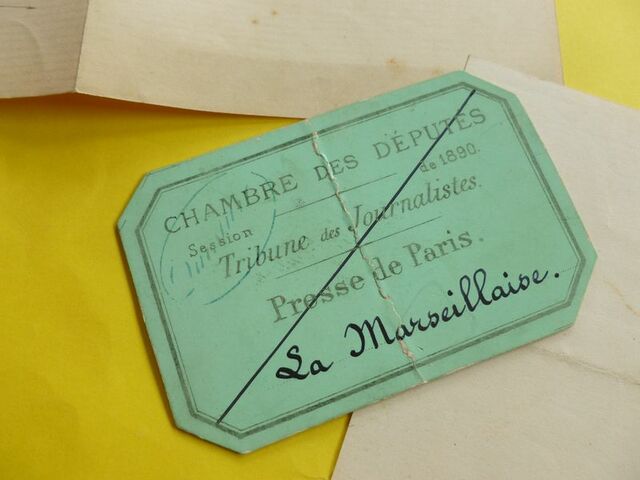 CHAMBRE DES DÉPUTÉS
Session de 1890.
Tribune des Journalistes.
Presse de Paris.
La Marseillaise.